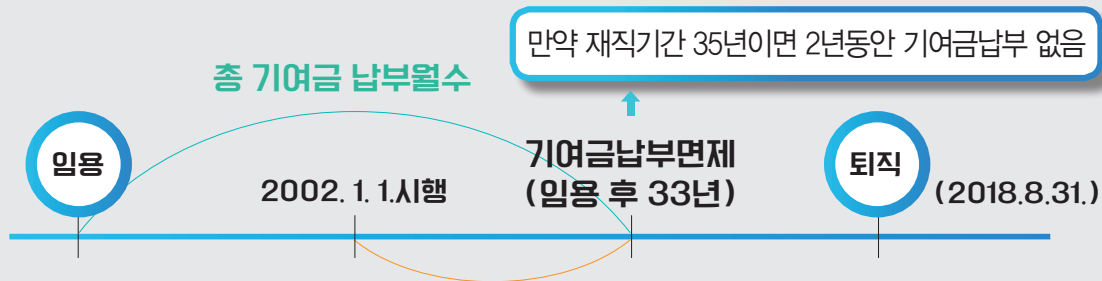 만약 재직기간 35년이면 2년동안 기여금납부 없음
총 기여금 납부월수
임용
2002. 1. 1.시행
기여금납부면제
(임용 후 33년)
퇴직
(2018.8.31.)